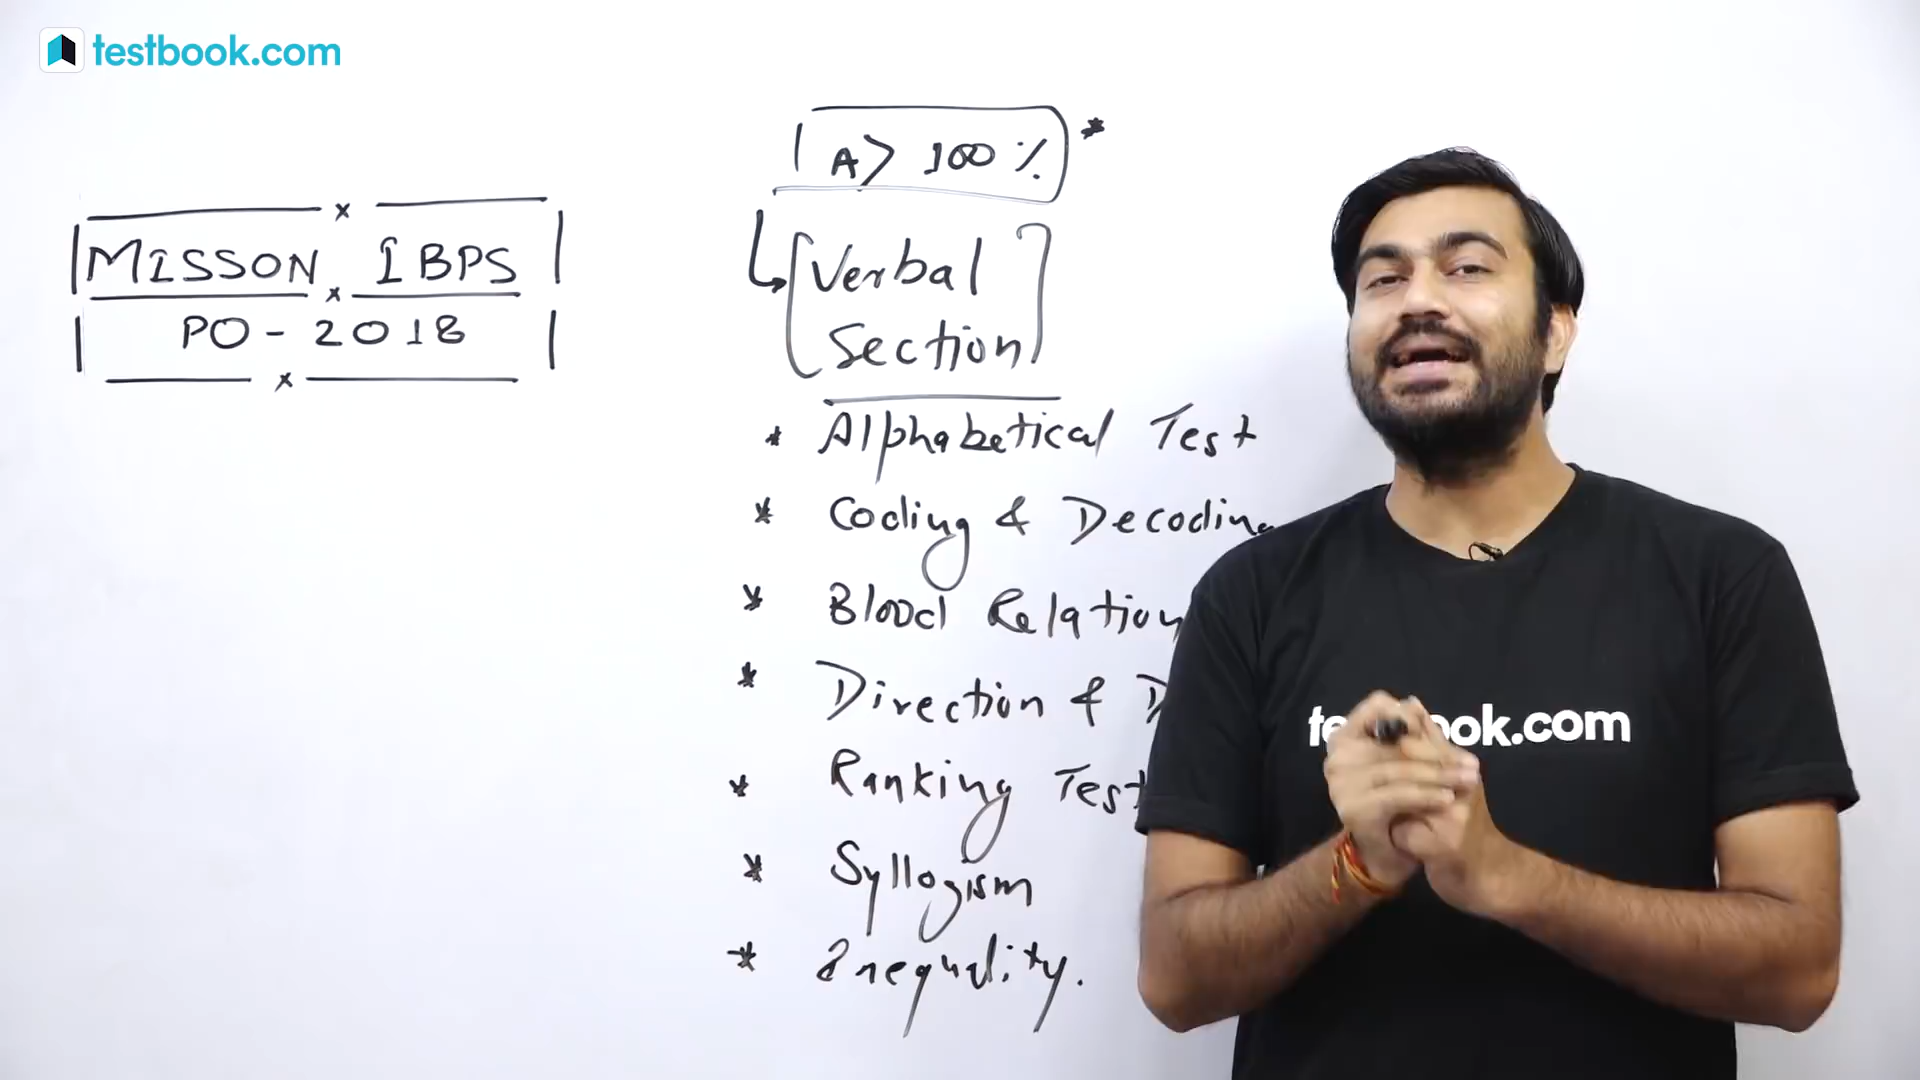 testbook.com
MISSON IBPS
PO - 2018
A> 100 %
Verbal
Section
* Alphabetical Test
* Coding & Decoding
* Blood Relation
* Direction &
* Ranking Test
* Syllogism
* Inequality.
testbook.com